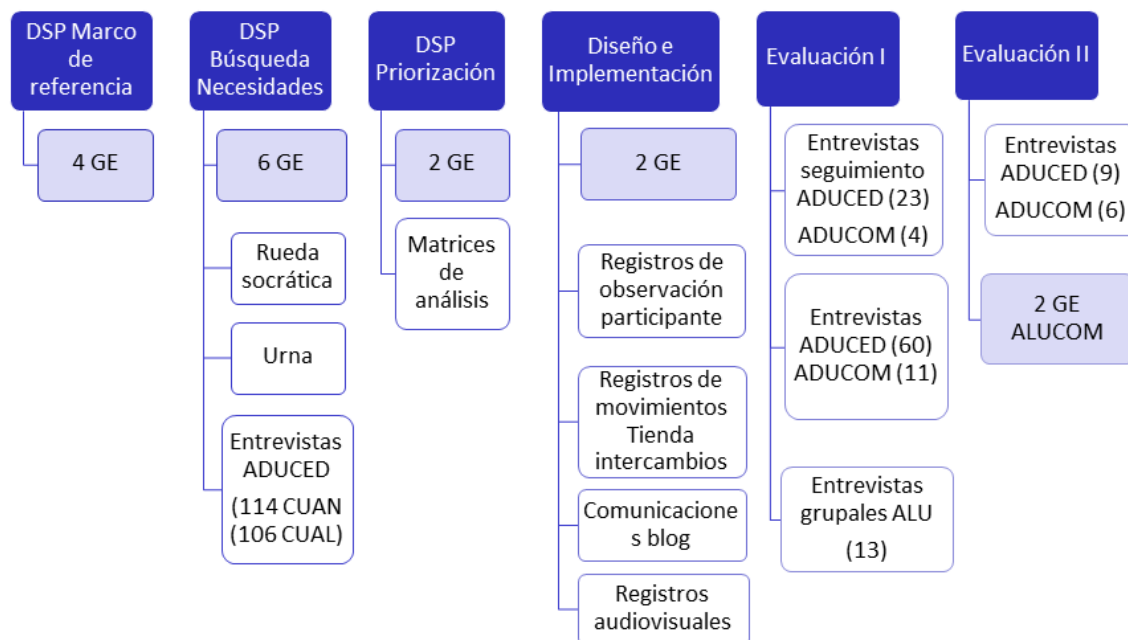 DSP Marco
de
referencia
4 GE
DSP
Búsqueda
Necesidades
6 GE
Rueda
socrática
Urna
Entrevistas
ADUCED
(114 CUAN
(106 CUAL)
DSP
Priorización
2 GE
Matrices
de
análisis
Diseño e
Implementación
2 GE
Registros de
observación
participante
Registros de
movimientos
Tienda
intercambios
Comunicacione
s blog
Registros
audiovisuales
Evaluación I
Entrevistas
seguimiento
ADUCED (23)
ADUCOM (4)
Entrevistas
ADUCED (60)
ADUCOM (11)
Entrevistas
grupales ALU
(13)
Evaluación II
Entrevistas
ADUCED (9)
ADUCOM (6)
2 GE
ALUCOM